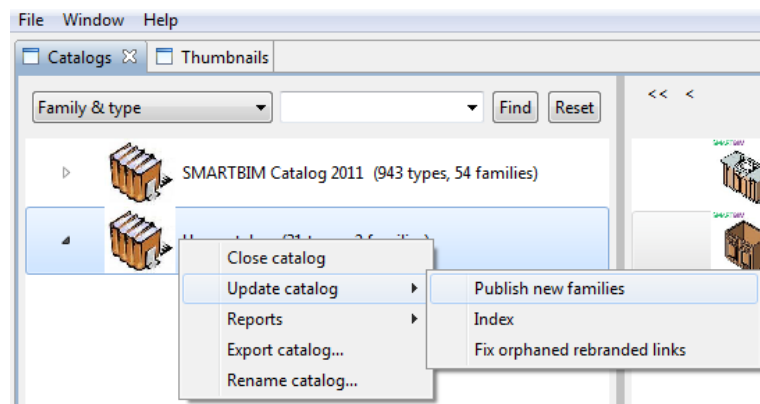 File Window Help
Catalogs Thumbnails
Family & type Find Reset << <
SMARTBIM Catalog 2011 (943 types, 54 families)
Close catalog
Update catalog Publish new families
Reports Index
Export catalog... Fix orphaned rebranded links
Rename catalog...